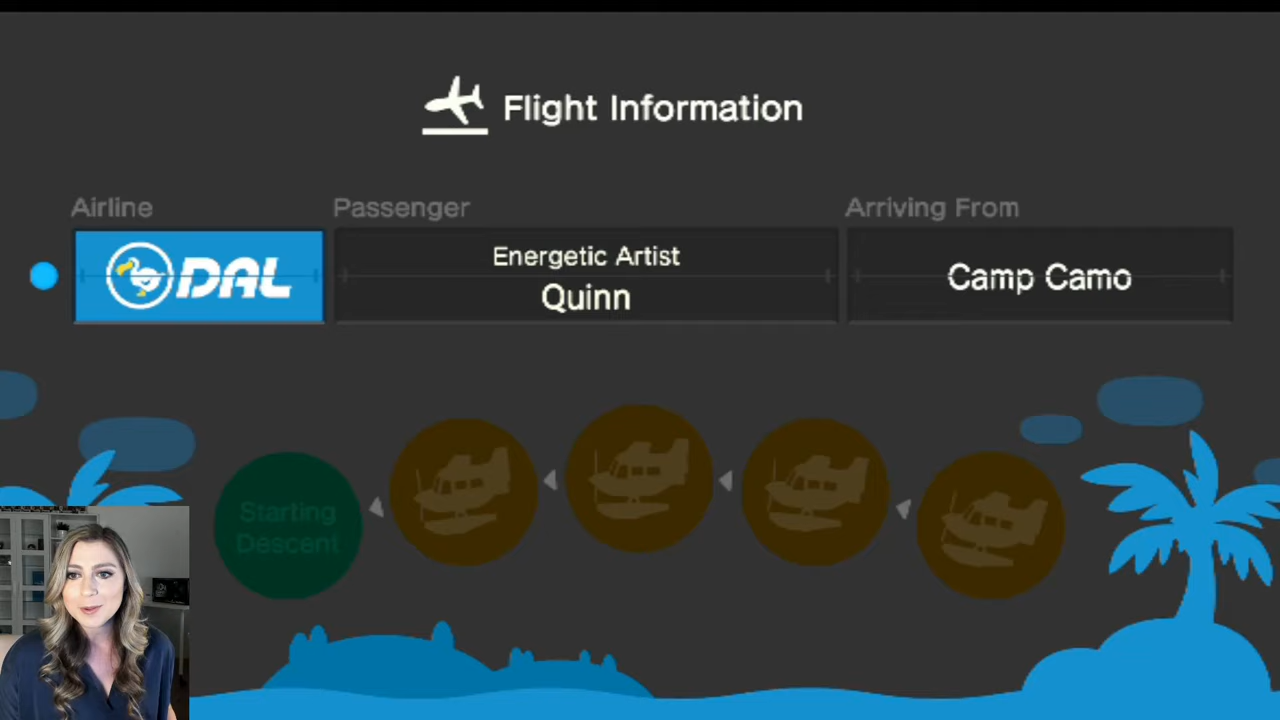 Flight Information
Airline
Passenger
Arriving From
DAL
Energetic Artist
Quinn
Camp Camo
Starting
Descent